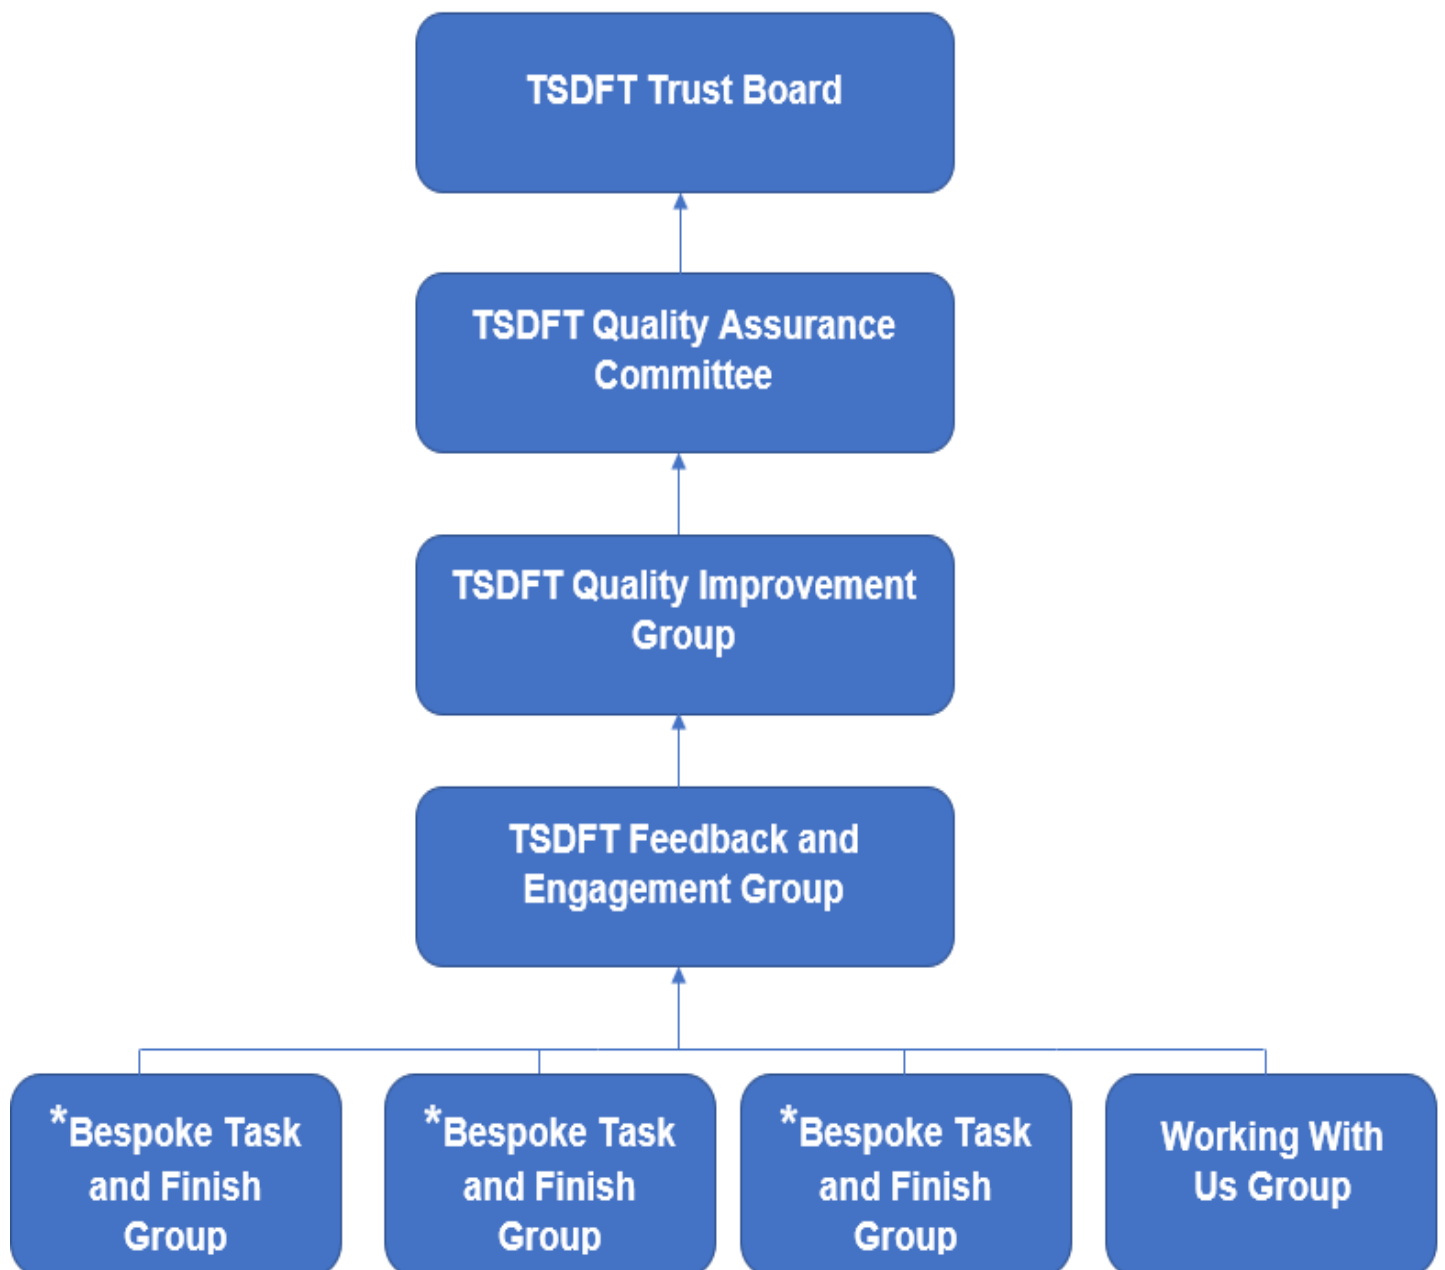 TSDFT Trust Board
TSDFT Quality Assurance
Committee
TSDFT Quality Improvement
Group
TSDFT Feedback and
Engagement Group
*Bespoke Task
and Finish
Group
*Bespoke Task
and Finish
Group
*Bespoke Task
and Finish
Group
Working With
Us Group